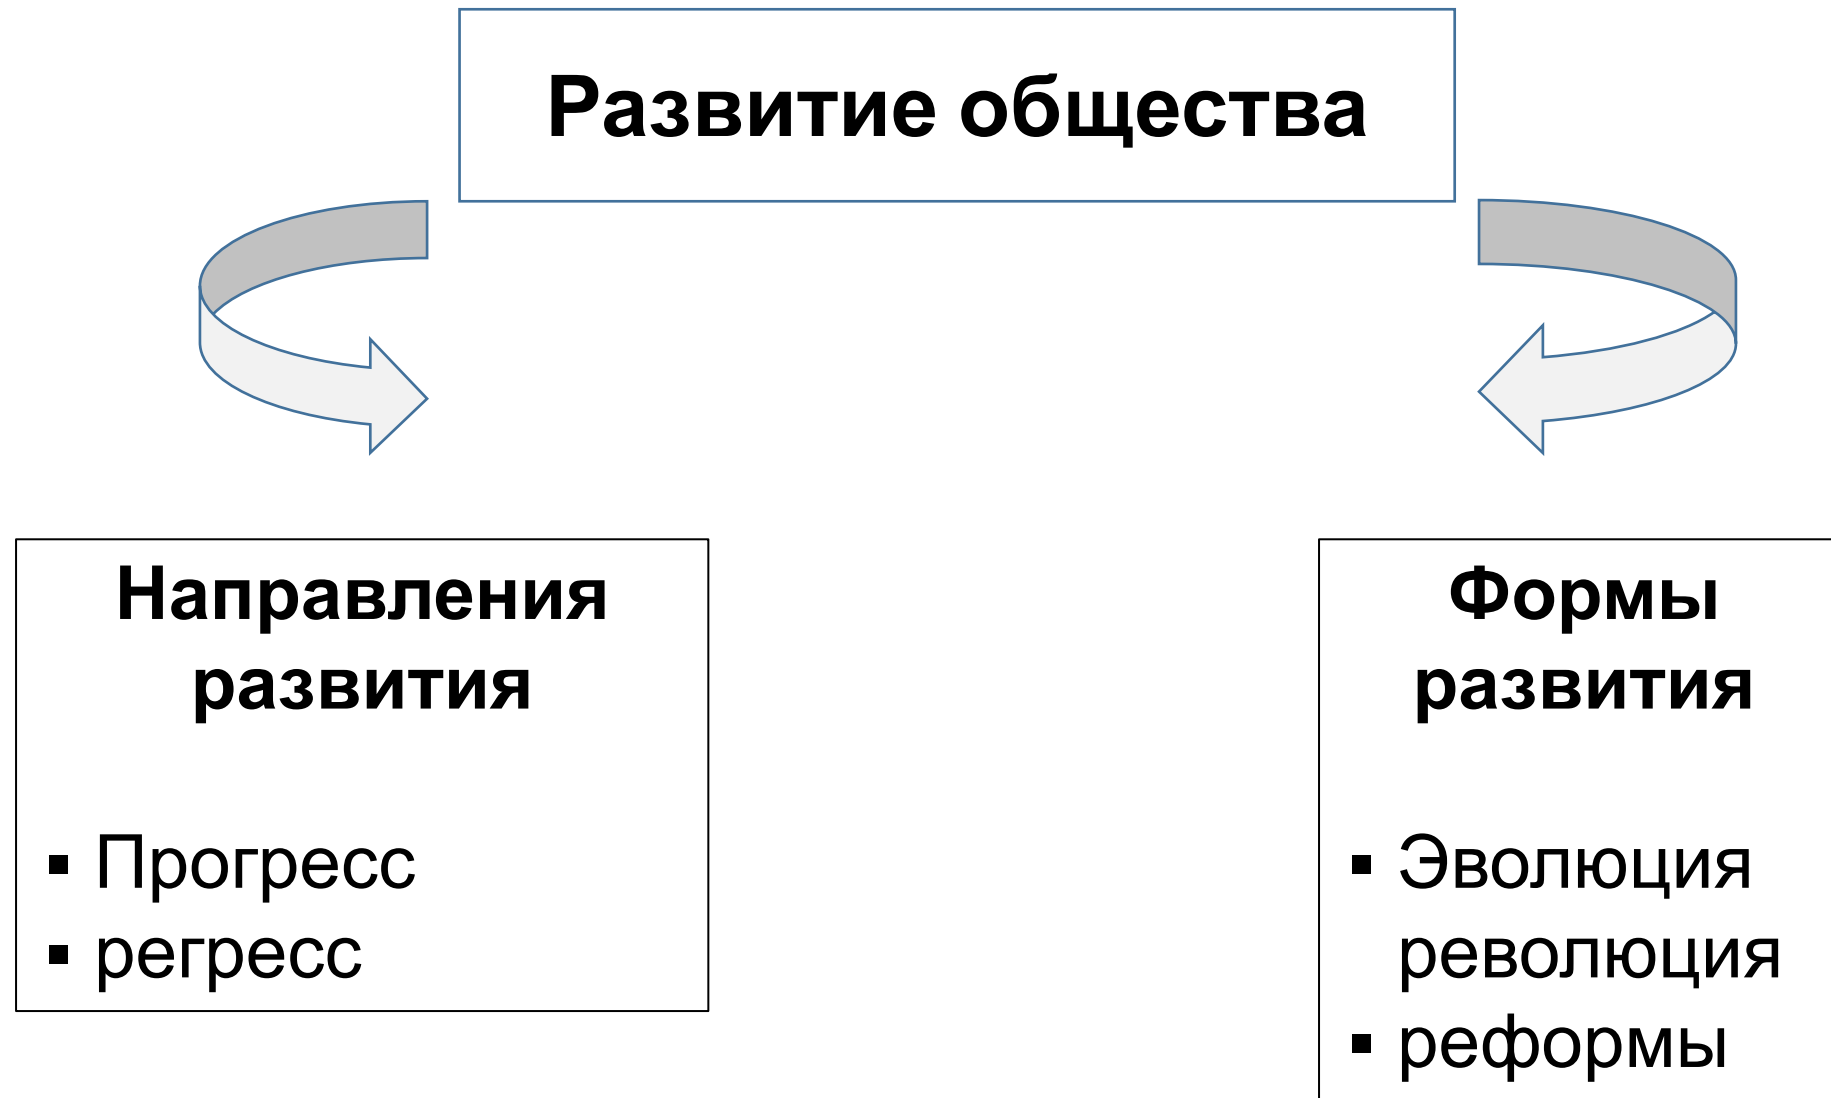 Развитие общества
Направления
развития
▪ Прогресс
▪ регресс
Формы
развития
▪ Эволюция
революция
▪ реформы